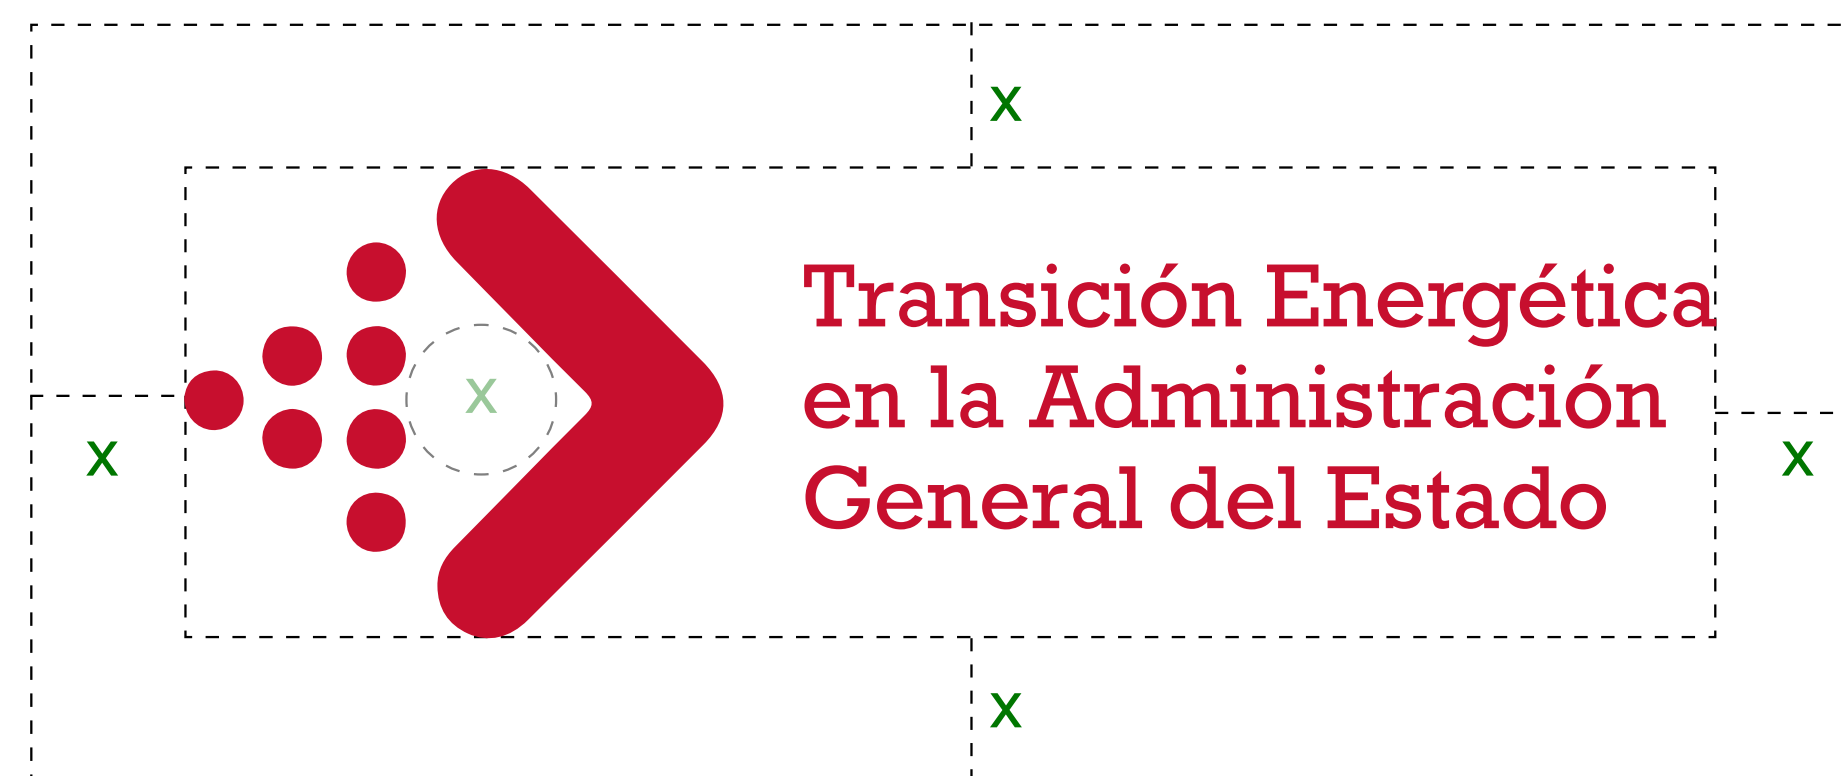 X
Transición Energética
X
en la Administración
X
X
General del Estado
X